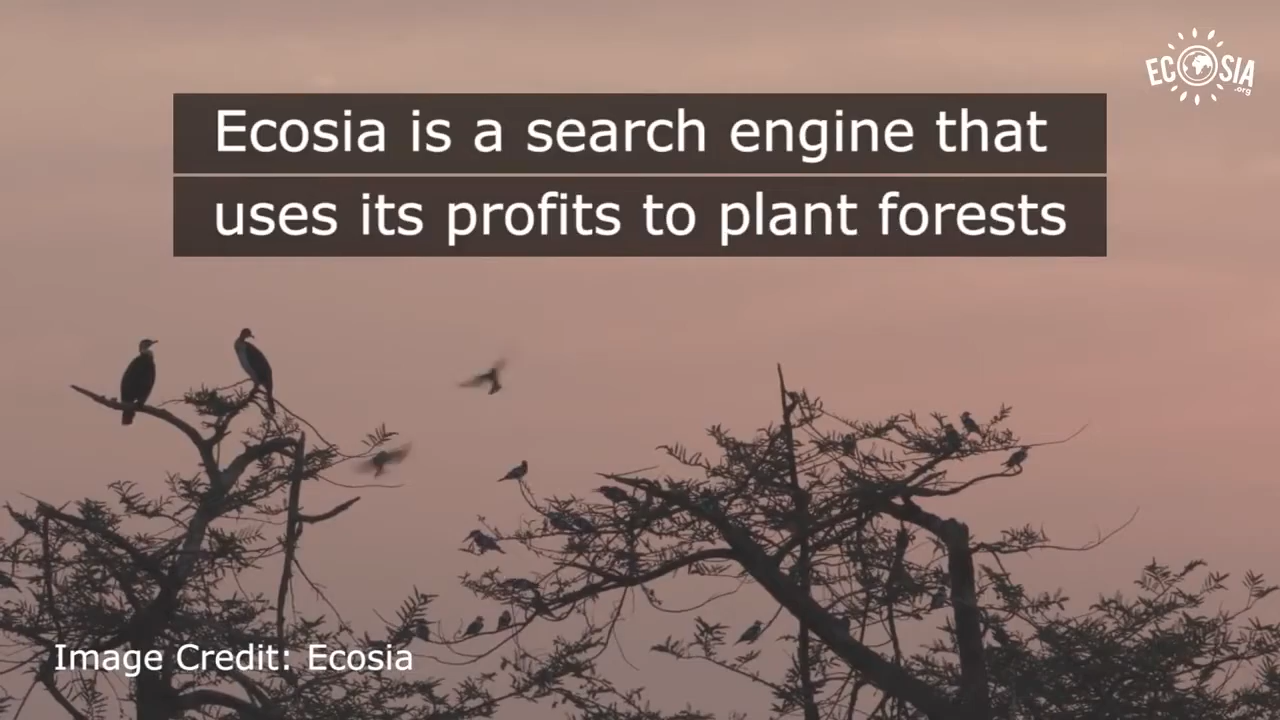 ECOSIA
.org
Ecosia is a search engine that
uses its profits to plant forests
Image Credit: Ecosia